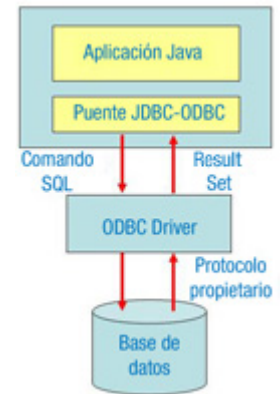 Aplicación Java
Puente JDBC-ODBC
Comando
SQL
Result
Set
ODBC Driver
Protocolo
propietario
Base de
datos